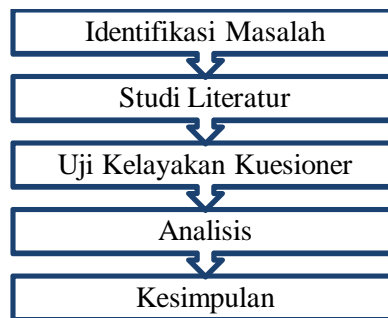 Identifikasi Masalah
Studi Literatur
Uji Kelayakan Kuesioner
Analisis
Kesimpulan